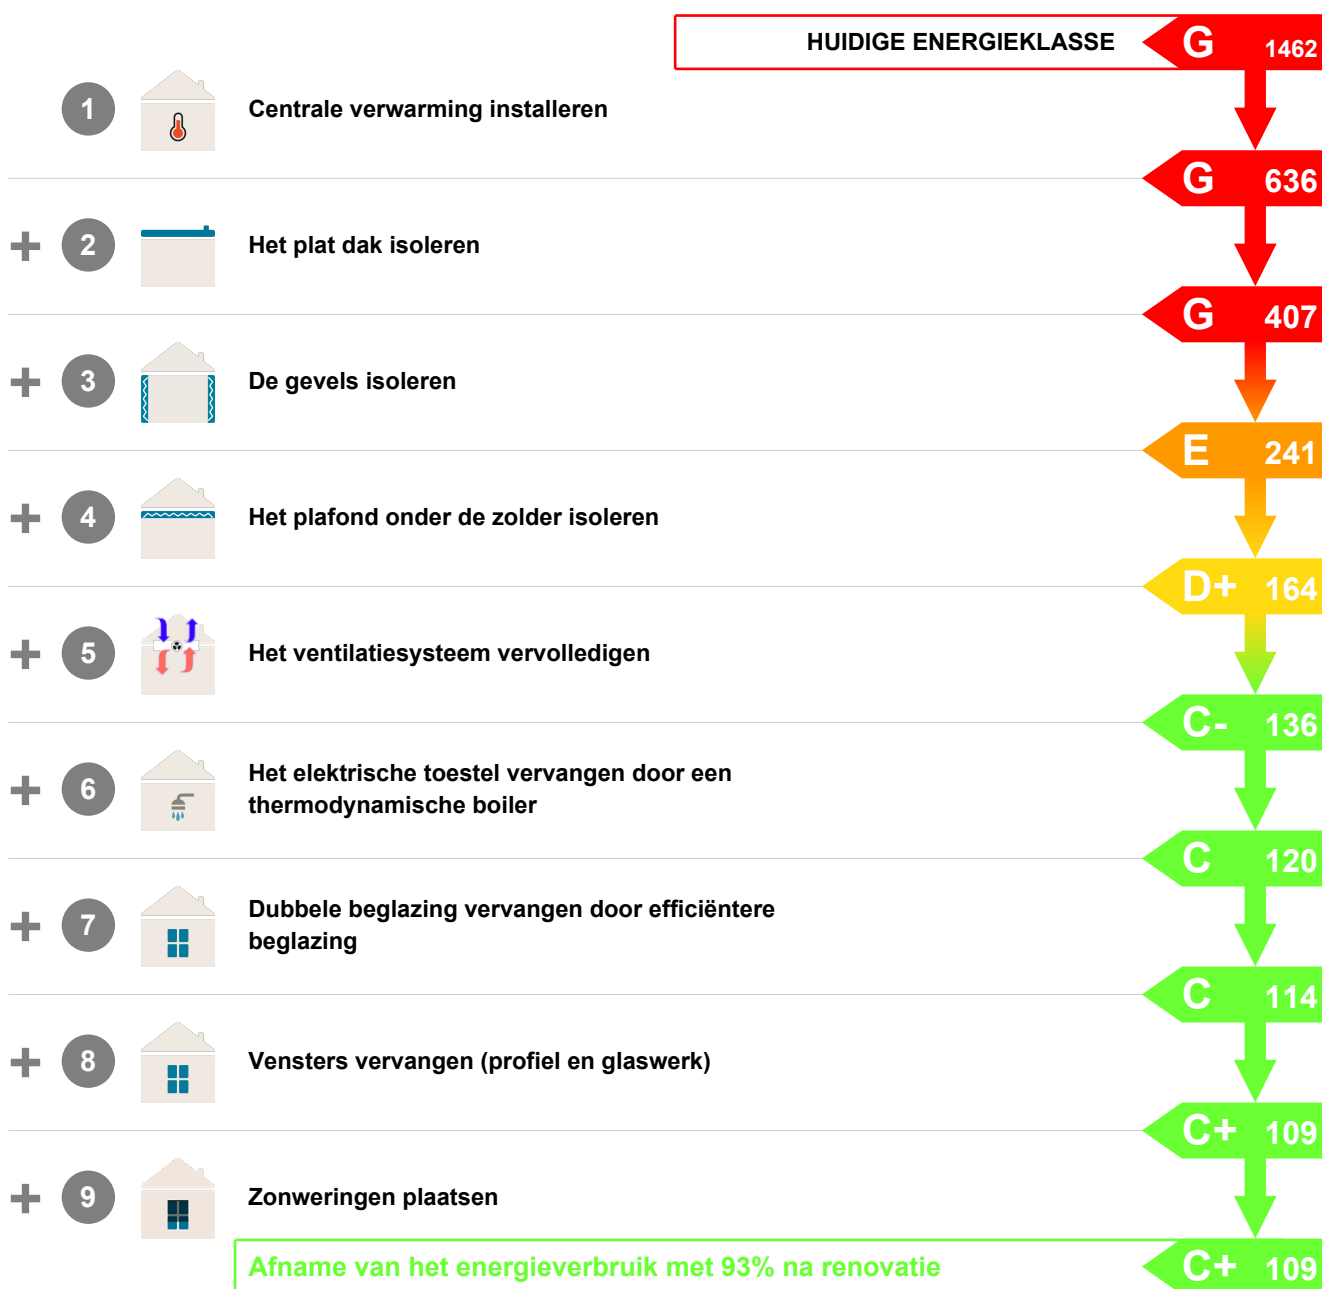 HUIDIGE ENERGIEKLASSE G 1462
1 Centrale verwarming installeren
G 636
+ 2 Het plat dak isoleren
G 407
+ 3 De gevels isoleren
E 241
+ 4 Het plafond onder de zolder isoleren
D+ 164
+ 5 Het ventilatiesysteem vervolledigen
C- 136
+ 6 Het elektrische toestel vervangen door een
thermodynamische boiler
C 120
+ 7 Dubbele beglazing vervangen door efficiëntere
beglazing
C 114
+ 8 Vensters vervangen (profiel en glaswerk)
C+ 109
+ 9 Zonweringen plaatsen
Afname van het energieverbruik met 93% na renovatie C+ 109